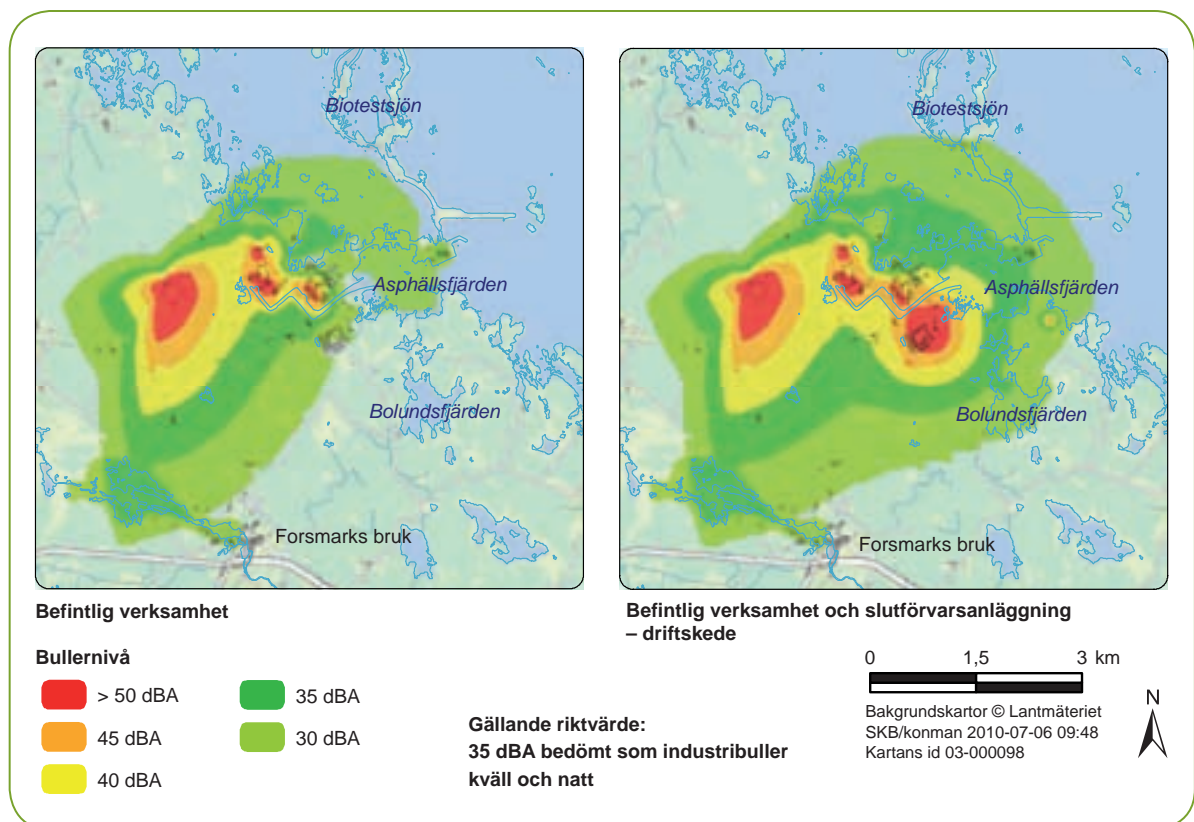 Biotestsjön
Asphällsfjärden
Bolundsfjärden
Forsmarks bruk
Biotestsjön
Asphällsfjärden
Bolundsfjärden
Forsmarks bruk
Befintlig verksamhet
Befintlig verksamhet och slutförvarsanläggning
– driftskede
Bullernivå
> 50 dBA
45 dBA
40 dBA
35 dBA
30 dBA
Gällande riktvärde:
35 dBA bedömt som industribuller
kväll och natt
0 1,5 3 km
Bakgrundskartor © Lantmäteriet
SKB/konman 2010-07-06 09:48
Kartans id 03-000098
N